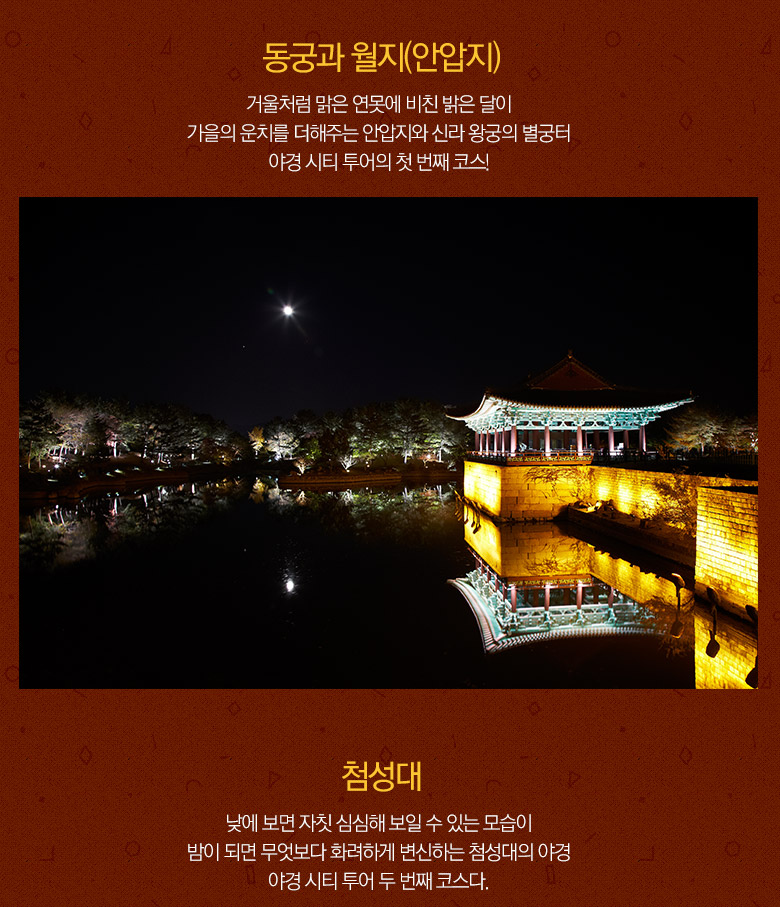 동궁과 월지(안압지)
거울처럼 맑은 연못에 비친 밝은 달이
가을의 운치를 더해주는 안압지와 신라 왕궁의 별궁터
야경 시티 투어의 첫 번째 코스!
첨성대
낮에 보면 자칫 심심해 보일 수 있는 모습이
밤이 되면 무엇보다 화려하게 변신하는 첨성대의 야경
야경 시티 투어 두 번째 코스다.